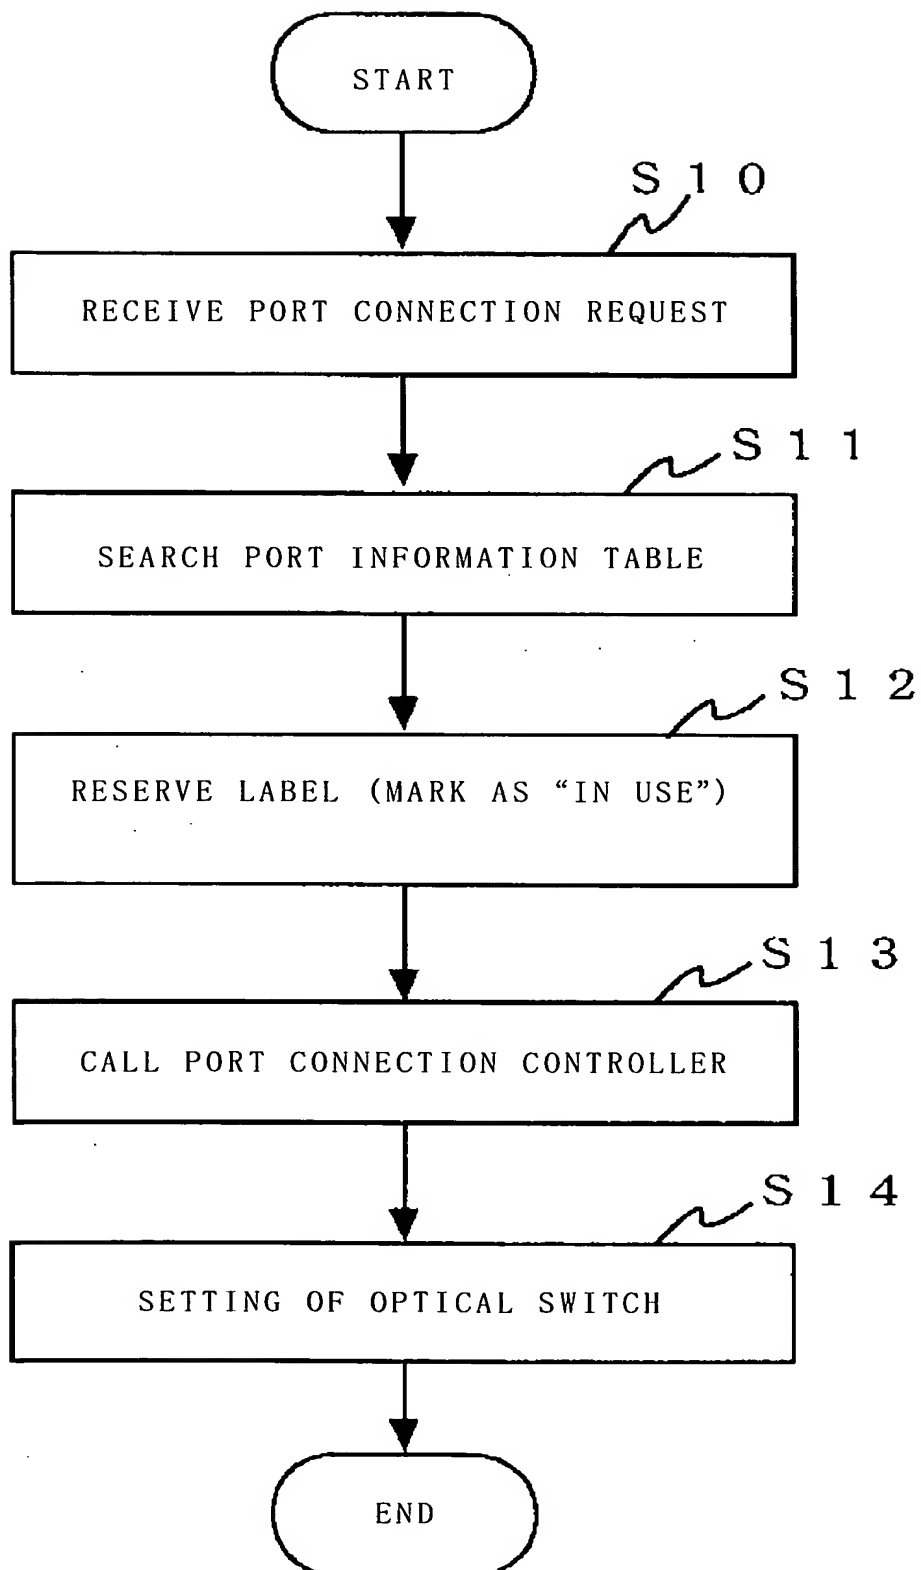 START
S10
RECEIVE PORT CONNECTION REQUEST
S11
SEARCH PORT INFORMATION TABLE
S12
RESERVE LABEL (MARK AS “IN USE”)
S13
CALL PORT CONNECTION CONTROLLER
S14
SETTING OF OPTICAL SWITCH
END